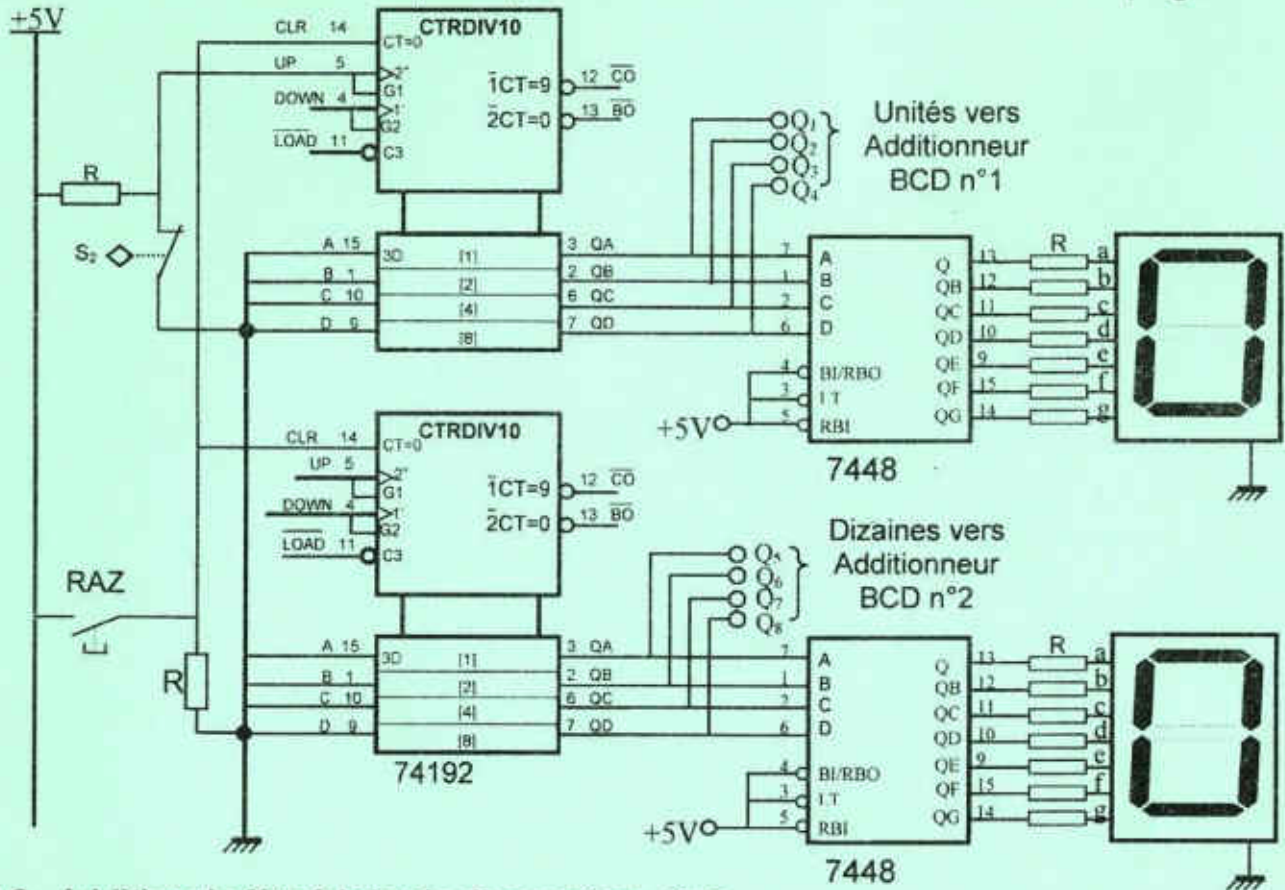 +5V
CTRDIV10
CLR 14
CT=0
UP 5
2+
G1
1CT=9
12 CO
DOWN 4
1-
G2
2CT=0
13 BO
LOAD 11
C3
Q1
Q2
Q3
Q4
Unités vers
Additionneur
BCD n°1
R
S2
A 15
3D
[1]
3 QA
B 1
[2]
2 QB
C 10
[4]
6 QC
D 9
[8]
7 QD
7 A
1 B
2 C
6 D
4 BI/RBO
3 LT
5 RBI
+5V
Q 13 R a
QB 12 b
QC 11 c
QD 10 d
QE 9 e
QF 15 f
QG 14 g
7448
CTRDIV10
CLR 14
CT=0
UP 5
2+
G1
1CT=9
12 CO
DOWN 4
1-
G2
2CT=0
13 BO
LOAD 11
C3
Q5
Q6
Q7
Q8
Dizaines vers
Additionneur
BCD n°2
RAZ
R
A 15
3D
[1]
3 QA
B 1
[2]
2 QB
C 10
[4]
6 QC
D 9
[8]
7 QD
74192
7 A
1 B
2 C
6 D
4 BI/RBO
3 LT
5 RBI
+5V
Q 13 R a
QB 12 b
QC 11 c
QD 10 d
QE 9 e
QF 15 f
QG 14 g
7448